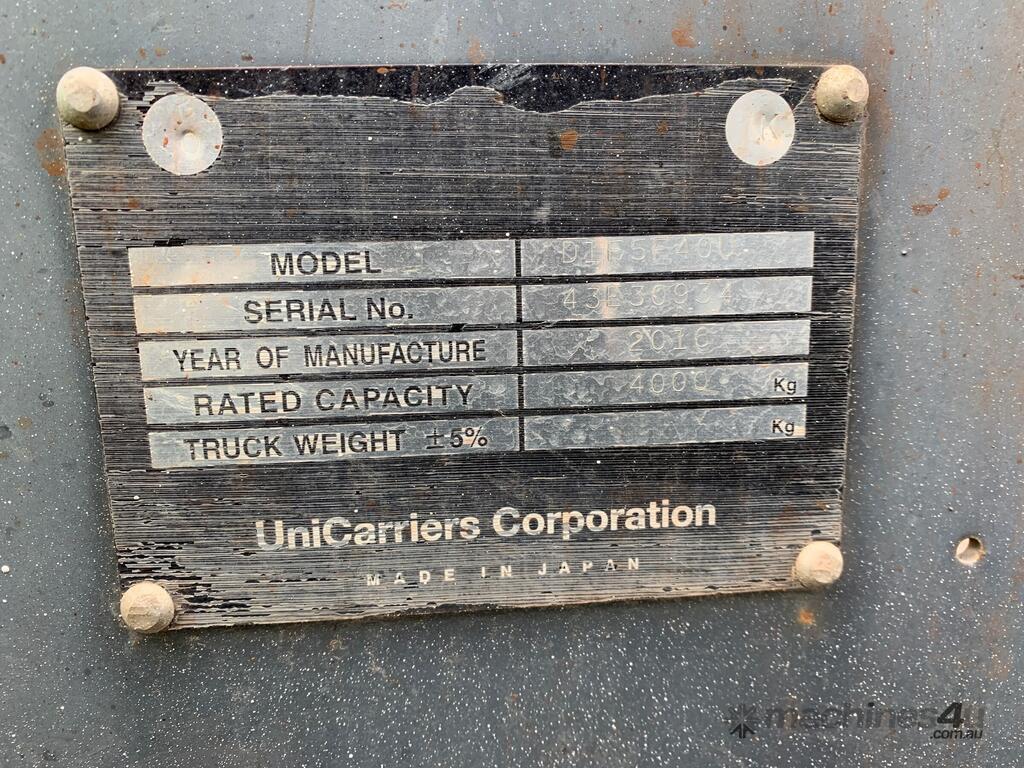 MODEL
SERIAL No.
YEAR OF MANUFACTURE
RATED CAPACITY 4000 Kg
TRUCK WEIGHT ±5% Kg
UniCarriers Corporation
MADE IN JAPAN
machines4u
.com.au